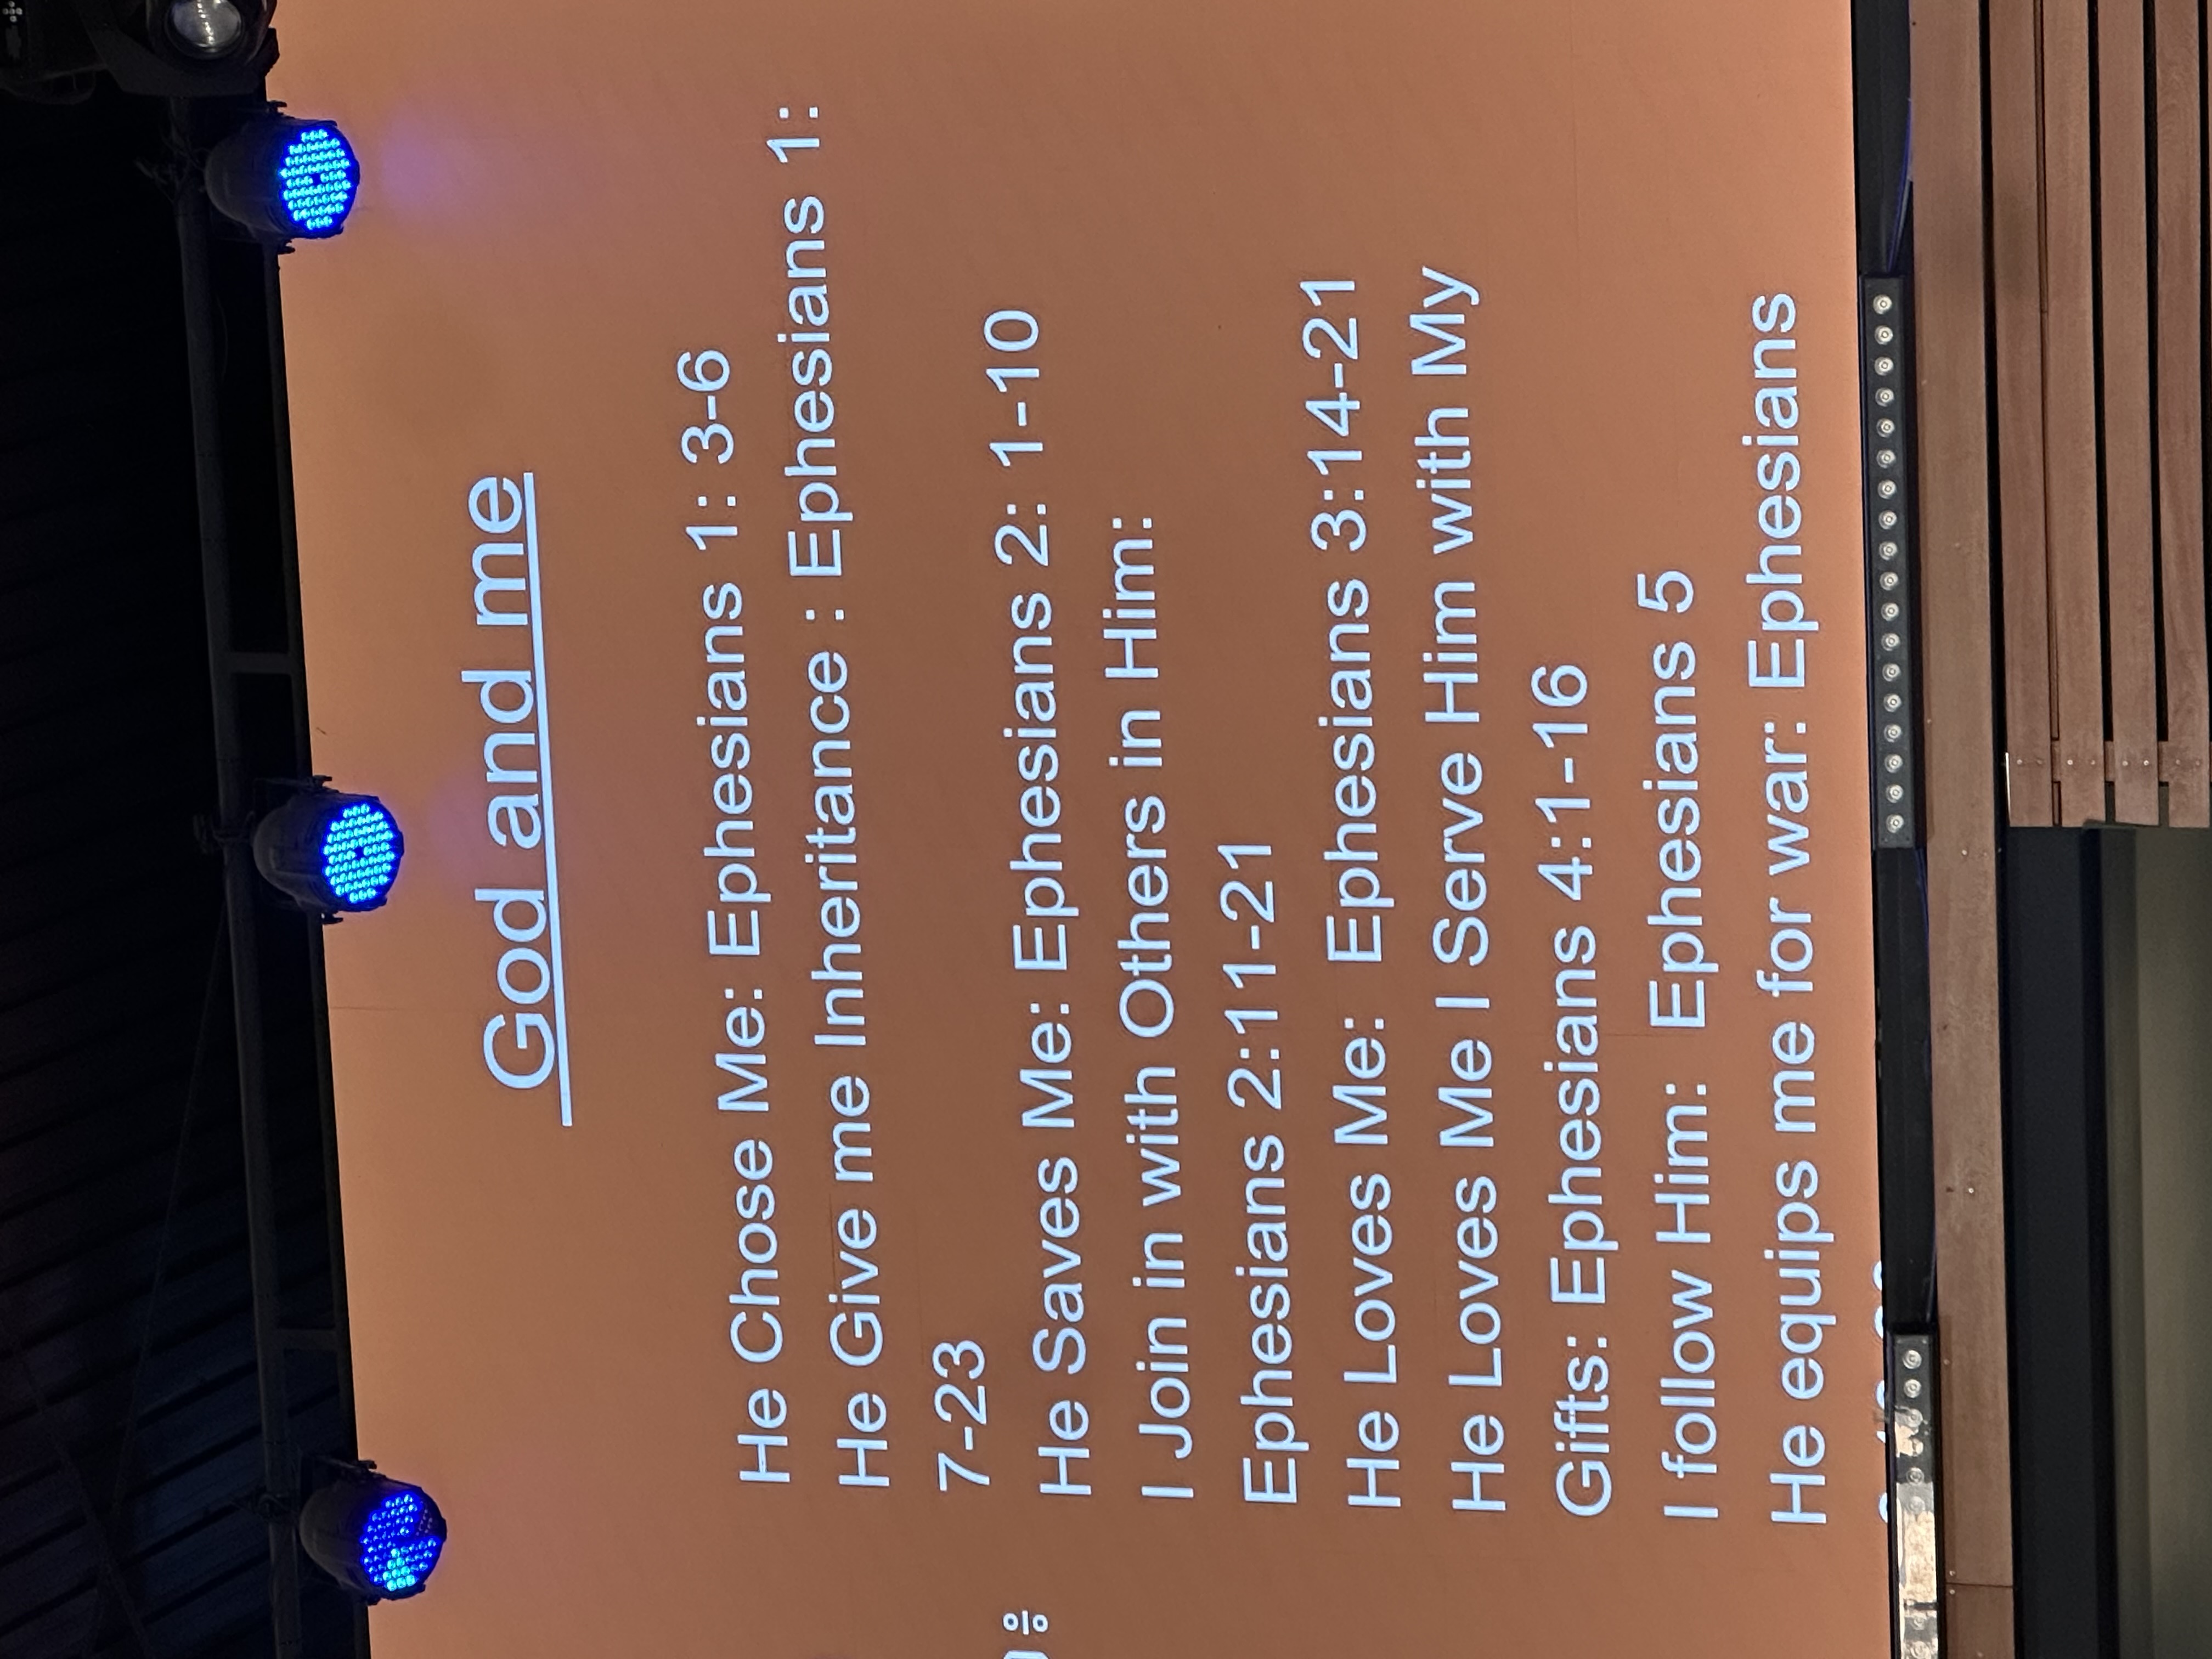 God and me
He Chose Me: Ephesians 1: 3-6
He Give me Inheritance : Ephesians 1:
7-23
He Saves Me: Ephesians 2: 1-10
I Join in with Others in Him:
Ephesians 2:11-21
He Loves Me:  Ephesians 3:14-21
He Loves Me I Serve Him with My
Gifts: Ephesians 4:1-16
I follow Him:  Ephesians 5
He equips me for war: Ephesians